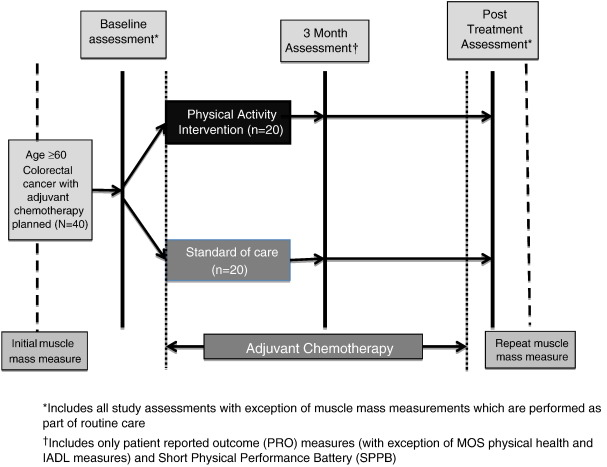 Baseline
assessment*
3 Month
Assessment†
Post
Treatment
Assessment*
Physical Activity
Intervention (n=20)
Age ≥60
Colorectal
cancer with
adjuvant
chemotherapy
planned (N=40)
Standard of care
(n=20)
Initial muscle
mass measure
Adjuvant Chemotherapy
Repeat muscle
mass measure
*Includes all study assessments with exception of muscle mass measurements which are performed as
part of routine care
†Includes only patient reported outcome (PRO) measures (with exception of MOS physical health and
IADL measures) and Short Physical Performance Battery (SPPB)